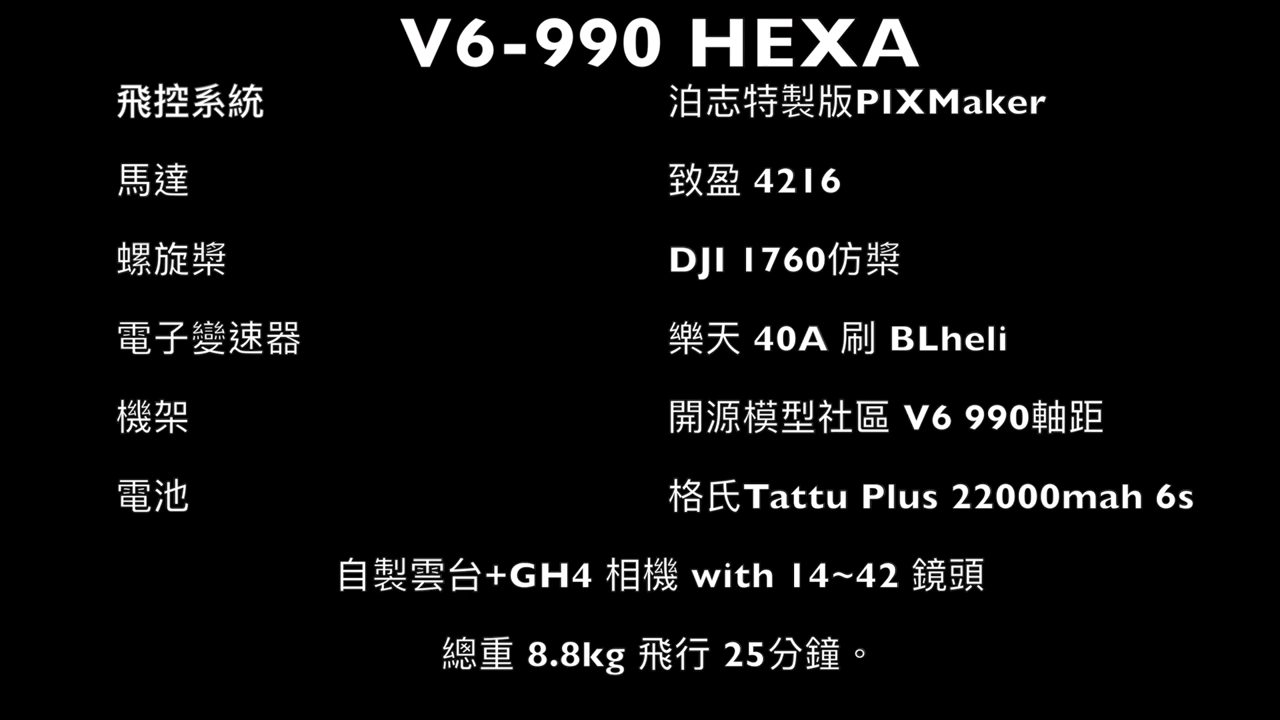 V6-990 HEXA
飛控系統 泊志特製版PIXMaker
馬達 致盈 4216
螺旋槳 DJI 1760仿槳
電子變速器 樂天 40A 刷 BLheli
機架 開源模型社區 V6 990軸距
電池 格氏Tattu Plus 22000mah 6s
自製雲台+GH4 相機 with 14~42 鏡頭
總重 8.8kg 飛行 25分鐘。